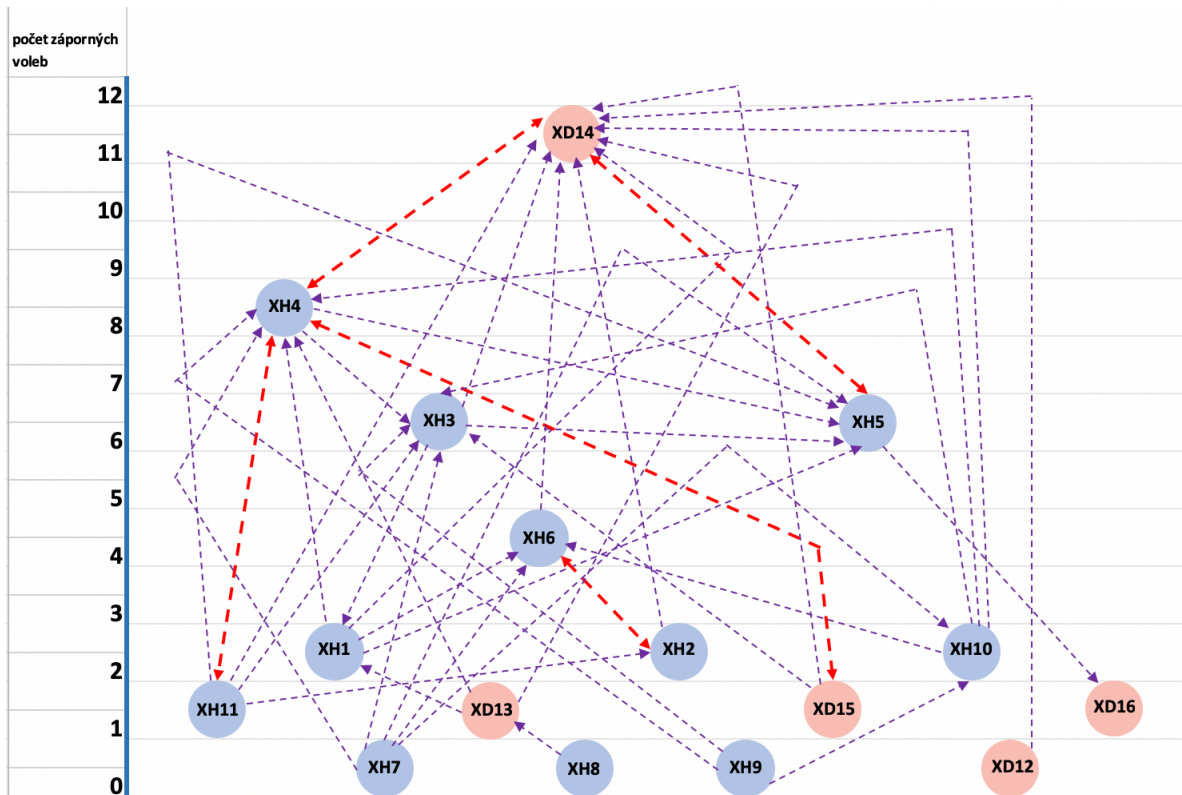 počet záporných
voleb
12
XD14
11
10
9
XH4
8
7
XH3
XH5
6
5
XH6
4
3
XH1
XH2
XH10
2
XH11
XD13
XD15
XD16
1
XH7
XH8
XH9
XD12
0